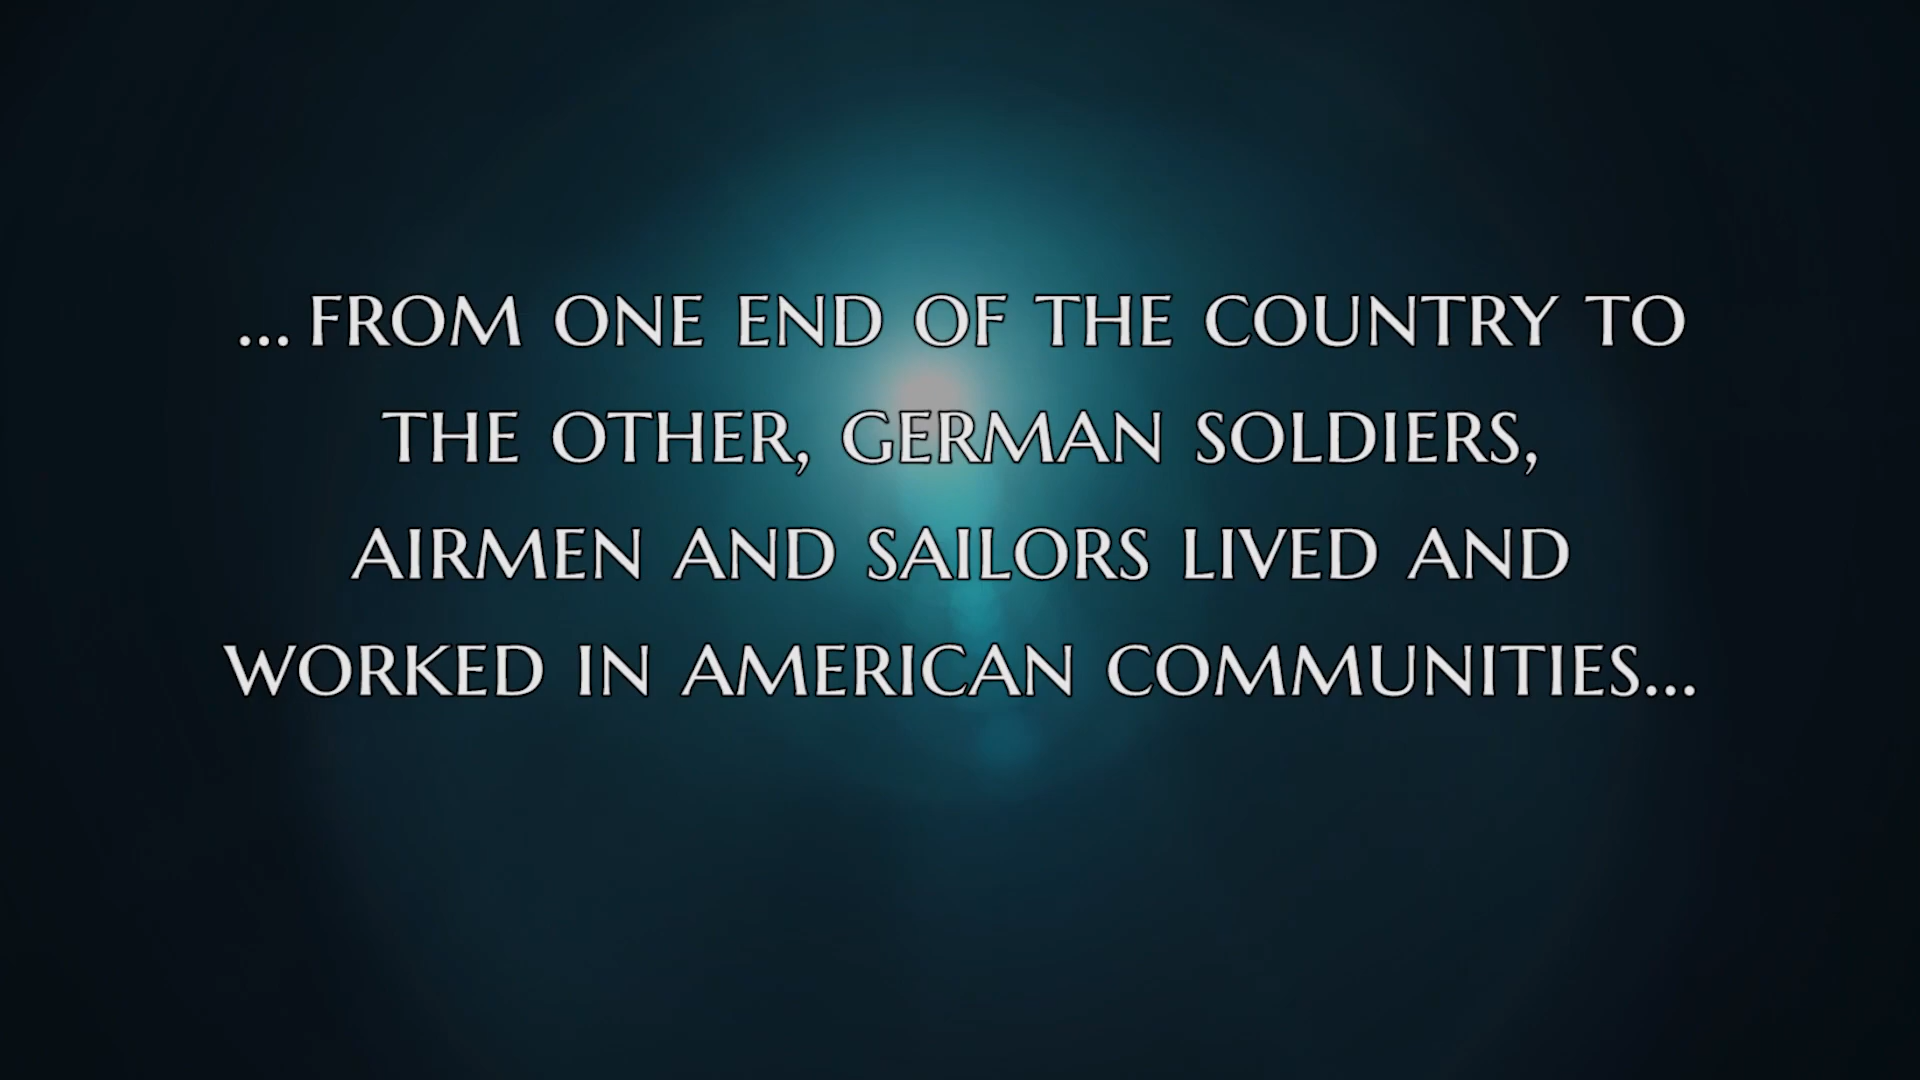 ... FROM ONE END OF THE COUNTRY TO
THE OTHER, GERMAN SOLDIERS,
AIRMEN AND SAILORS LIVED AND
WORKED IN AMERICAN COMMUNITIES...